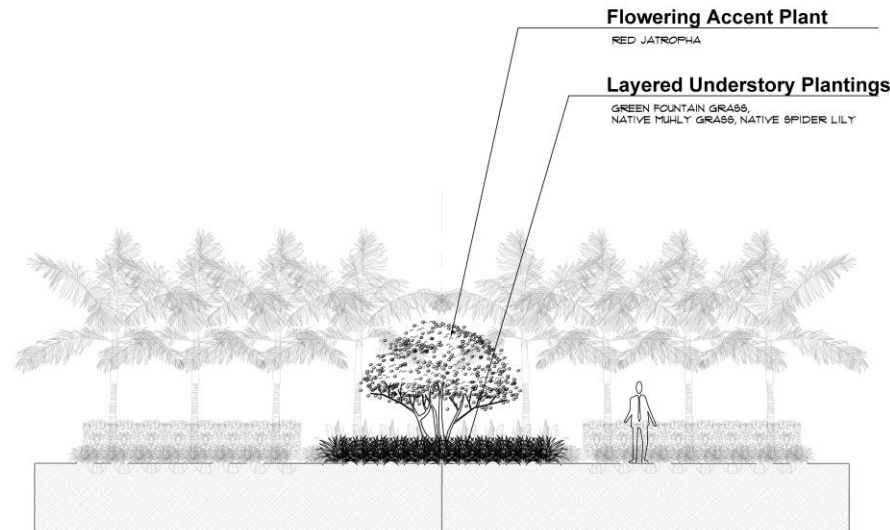 Flowering Accent Plant
RED JATROPHA
Layered Understory Plantings
GREEN FOUNTAIN GRASS,
NATIVE MUHLY GRASS, NATIVE SPIDER LILY